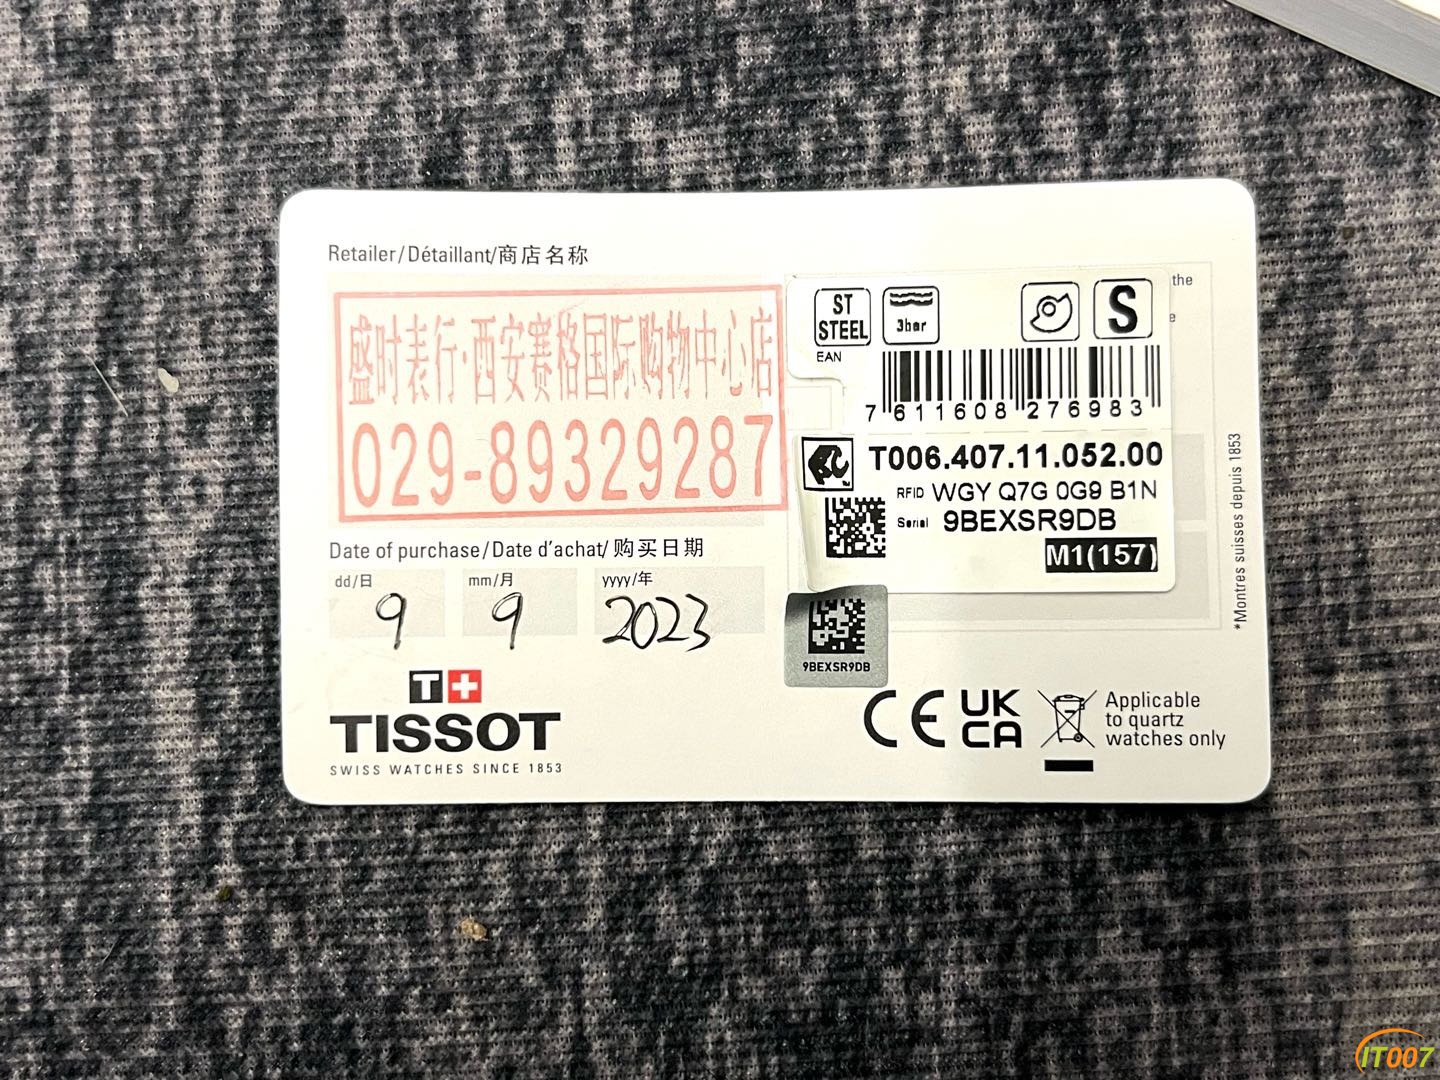 Retailer/Détaillant/商店名称
盛时表行·西安赛格国际购物中心店
029-89329287
the
e
ST
STEEL
3bar
S
EAN
7 611608 276983
T006.407.11.052.00
RFID WGY Q7G 0G9 B1N
Serial 9BEXSR9DB
M1(157)
9BEXSR9DB
Date of purchase/Date d'achat/购买日期
dd/日
mm/月
yyyy/年
9
9
2023
T+
TISSOT
SWISS WATCHES SINCE 1853
CE
UK
CA
Applicable
to quartz
watches only
*Montres suisses depuis 1853
IT007